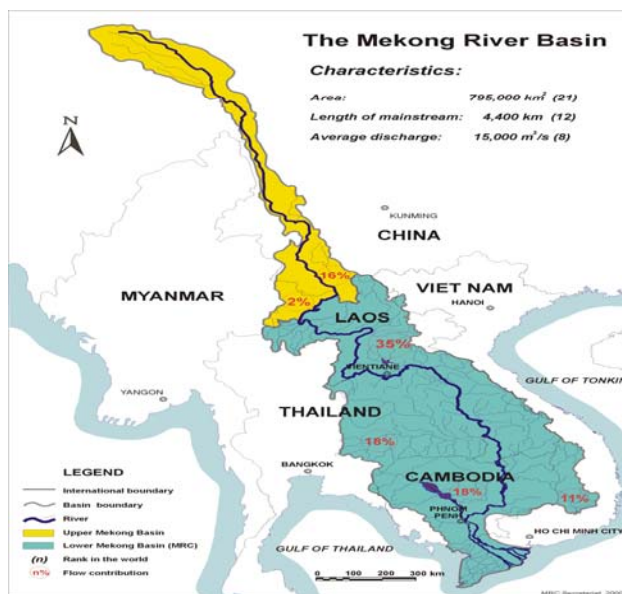 The Mekong River Basin
Characteristics:
Area: 795,000 km² (21)
Length of mainstream: 4,400 km (12)
Average discharge: 15,000 m³/s (8)
N
KUNMING
CHINA
16%
MYANMAR
2%
VIET NAM
HANOI
LAOS
35%
VIENTIANE
GULF OF TONKIN
YANGON
THAILAND
18%
LEGEND
International boundary
Basin boundary
River
Upper Mekong Basin
Lower Mekong Basin (MRC)
(n) Rank in the world
n% Flow contribution
BANGKOK
CAMBODIA
18%
11%
PHNOM PENH
HO CHI MINH CITY
GULF OF THAILAND
0 100 200 300 km
MRC Secretariat,